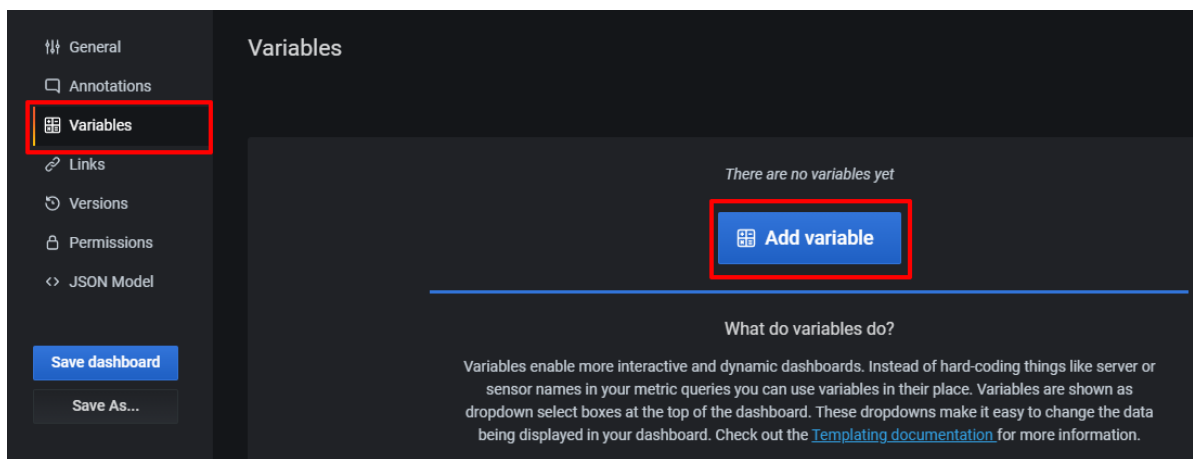 General
Annotations
Variables
Links
Versions
Permissions
JSON Model
Save dashboard
Save As...
Variables
There are no variables yet
Add variable
What do variables do?
Variables enable more interactive and dynamic dashboards. Instead of hard-coding things like server or
sensor names in your metric queries you can use variables in their place. Variables are shown as
dropdown select boxes at the top of the dashboard. These dropdowns make it easy to change the data
being displayed in your dashboard. Check out the Templating documentation for more information.